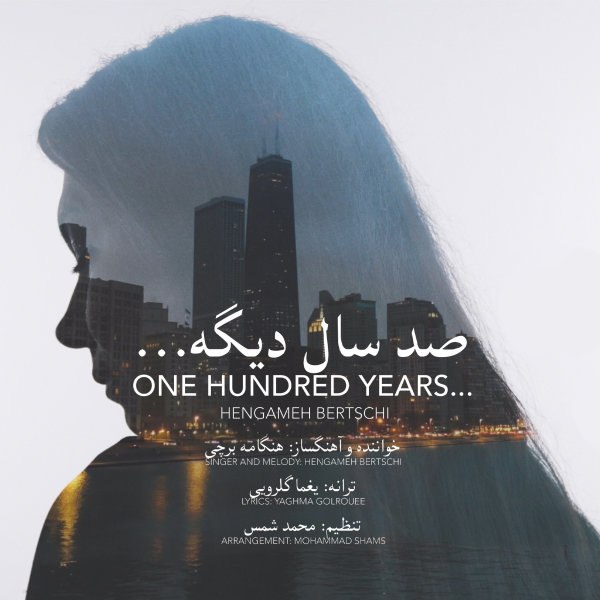 صد سال دیگه...
ONE HUNDRED YEARS...
HENGAMEH BERTSCHI
خواننده و آهنگساز: هنگامه برچی
SINGER AND MELODY: HENGAMEH BERTSCHI
ترانه: یغما گلرویی
LYRICS: YAGHMA GOLROUEE
تنظیم: محمد شمس
ARRANGEMENT: MOHAMMAD SHAMS